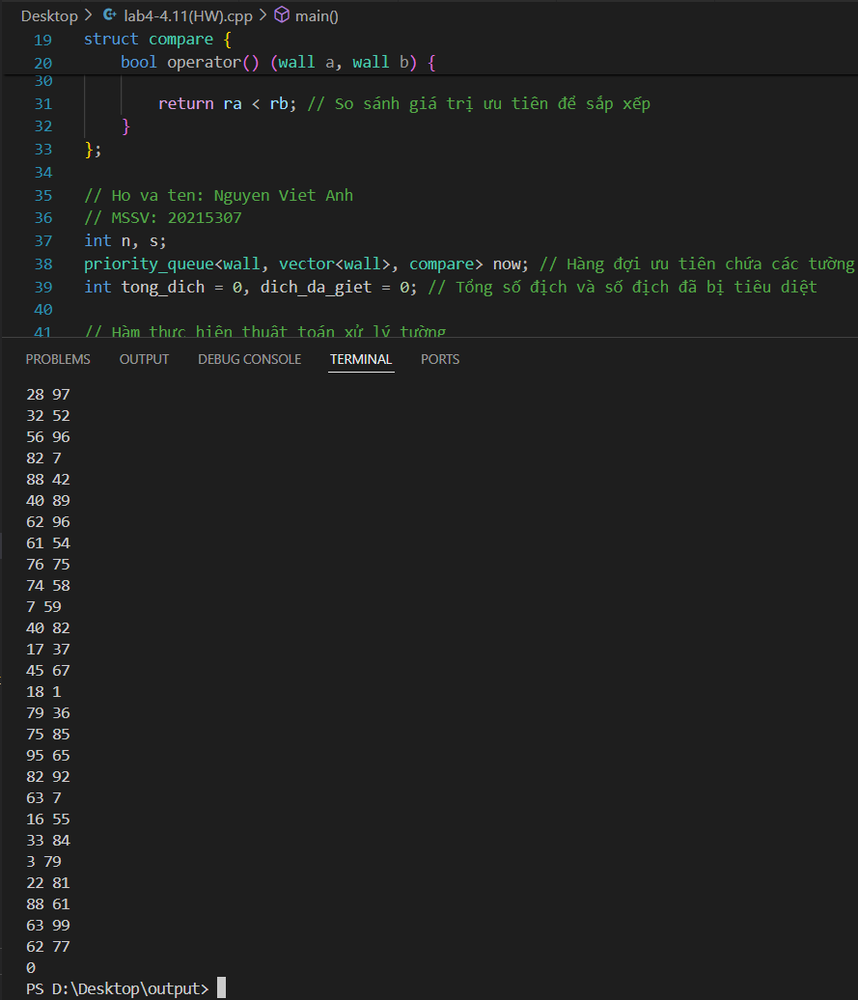 Desktop > lab4-4.11(HW).cpp > main()
19 struct compare {
20 bool operator() (wall a, wall b) {
30
31 return ra < rb; // So sánh giá trị ưu tiên để sắp xếp
32 }
33 };
34
35 // Ho va ten: Nguyen Viet Anh
36 // MSSV: 20215307
37 int n, s;
38 priority_queue<wall, vector<wall>, compare> now; // Hàng đợi ưu tiên chứa các tường
39 int tong_dich = 0, dich_da_giet = 0; // Tổng số địch và số địch đã bị tiêu diệt
40
41 // Hàm thực hiện thuật toán xử lý tường
PROBLEMS OUTPUT DEBUG CONSOLE TERMINAL PORTS
28 97
32 52
56 96
82 7
88 42
40 89
62 96
61 54
76 75
74 58
7 59
40 82
17 37
45 67
18 1
79 36
75 85
95 65
82 92
63 7
16 55
33 84
3 79
22 81
88 61
63 99
62 77
0
PS D:\Desktop\output>